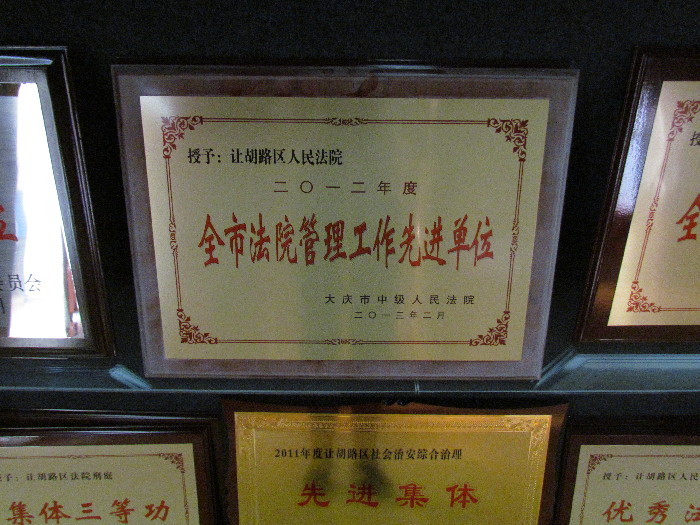 授予：让胡路区人民法院
二〇一二年度
全市法院管理工作先进单位
大庆市中级人民法院
二〇一三年二月
员会
月
全
2011年度让胡路区社会治安综合治理
先进集体
授予：让胡路区法院刑庭
集体三等功
授予：让胡路区人民
优秀